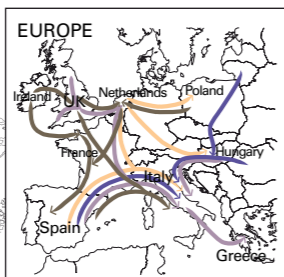 EUROPE
Ireland
UK
Netherlands
Poland
France
Hungary
Italy
Spain
Greece